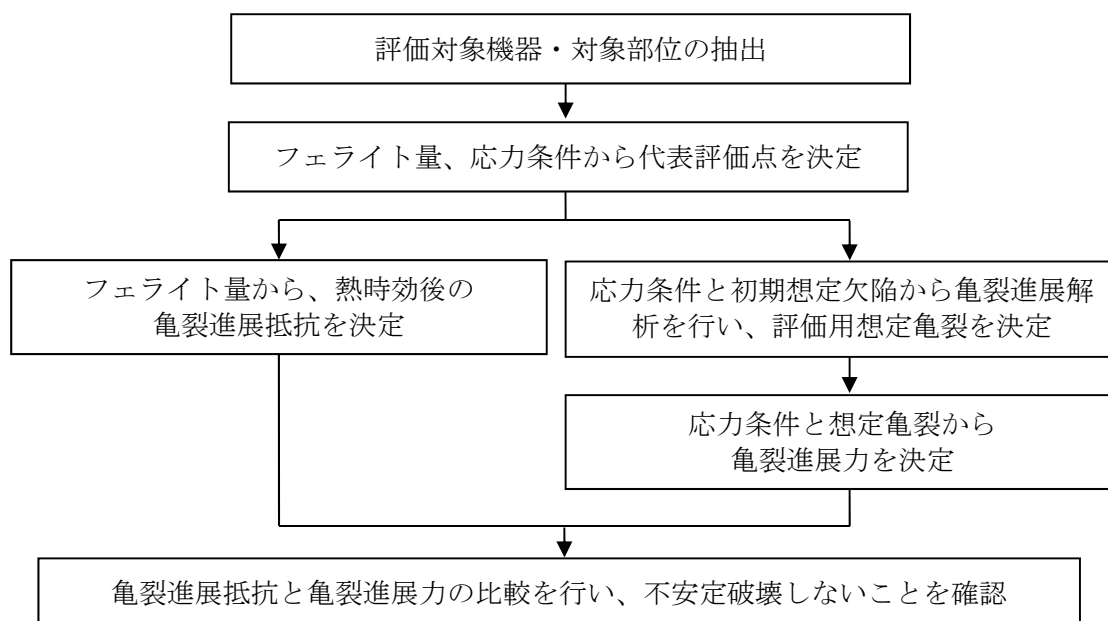 評価対象機器・対象部位の抽出
フェライト量、応力条件から代表評価点を決定
フェライト量から、熱時効後の
亀裂進展抵抗を決定
応力条件と初期想定欠陥から亀裂進展解
析を行い、評価用想定亀裂を決定
応力条件と想定亀裂から
亀裂進展力を決定
亀裂進展抵抗と亀裂進展力の比較を行い、不安定破壊しないことを確認